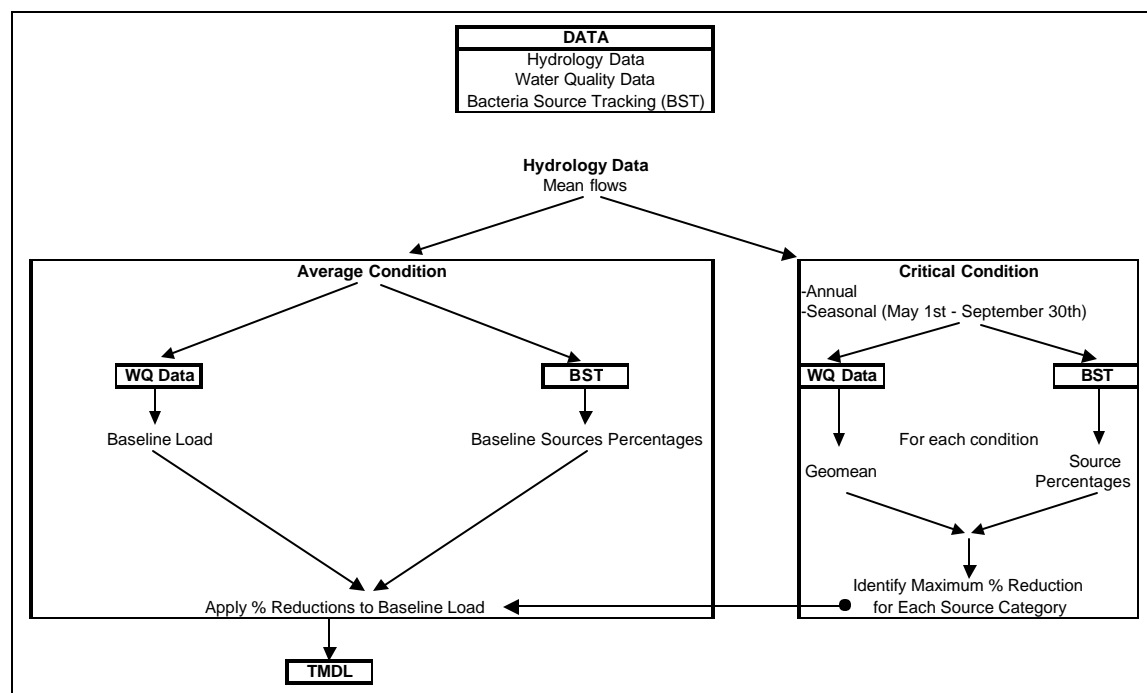 DATA
Hydrology Data
Water Quality Data
Bacteria Source Tracking (BST)
Hydrology Data
Mean flows
Average Condition
WQ Data
BST
Baseline Load
Baseline Sources Percentages
Apply % Reductions to Baseline Load
TMDL
Critical Condition
-Annual
-Seasonal (May 1st - September 30th)
WQ Data
BST
For each condition
Geomean
Source
Percentages
Identify Maximum % Reduction
for Each Source Category